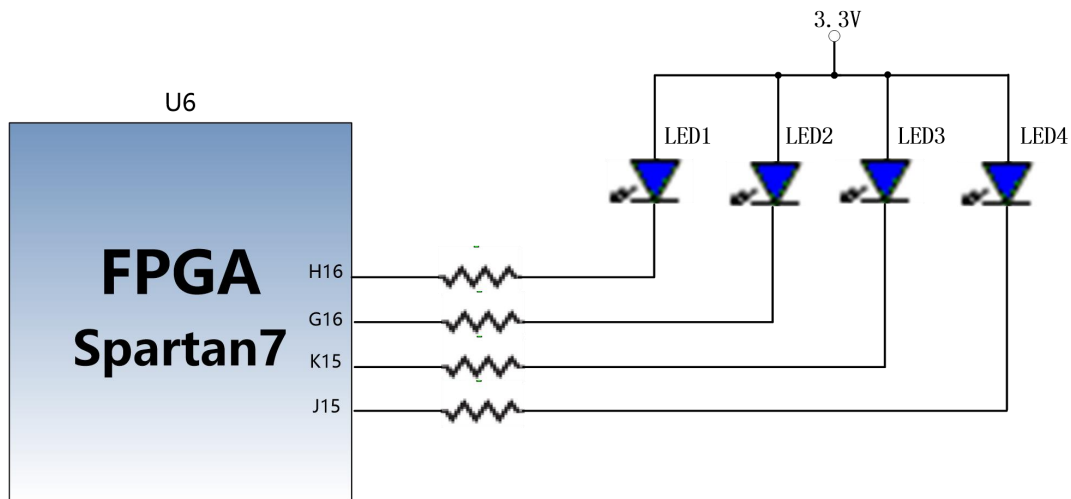 3.3V
U6
LED1
LED2
LED3
LED4
FPGA
Spartan7
H16
G16
K15
J15